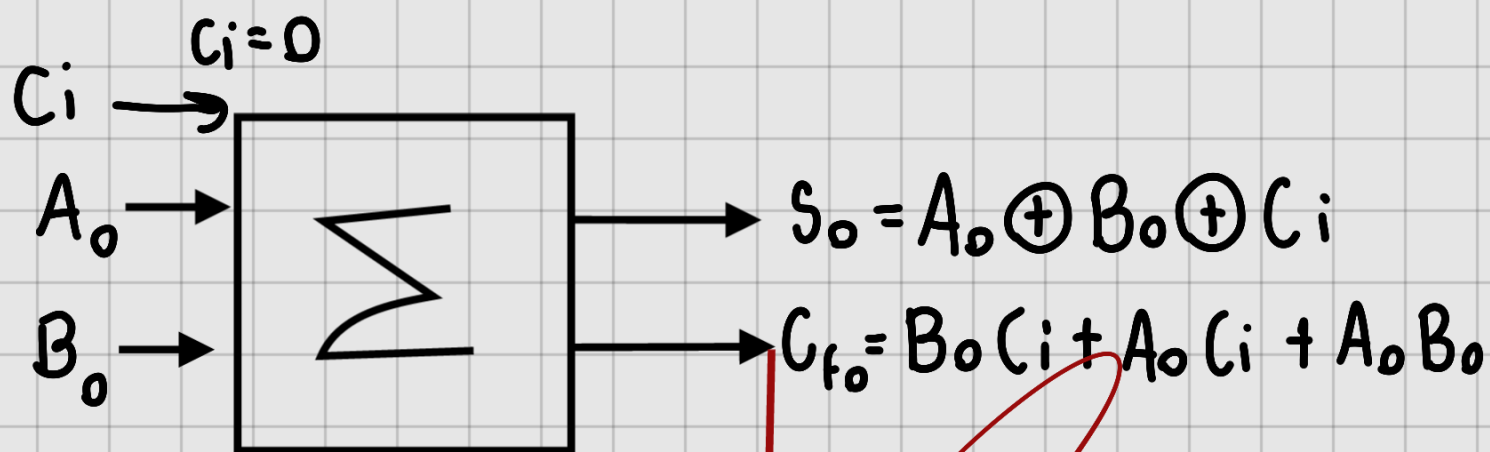 Ci = 0
Ci
A₀
B₀
Σ
S₀ = A₀ ⊕ B₀ ⊕ Ci
Cf₀ = B₀Ci + A₀Ci + A₀B₀